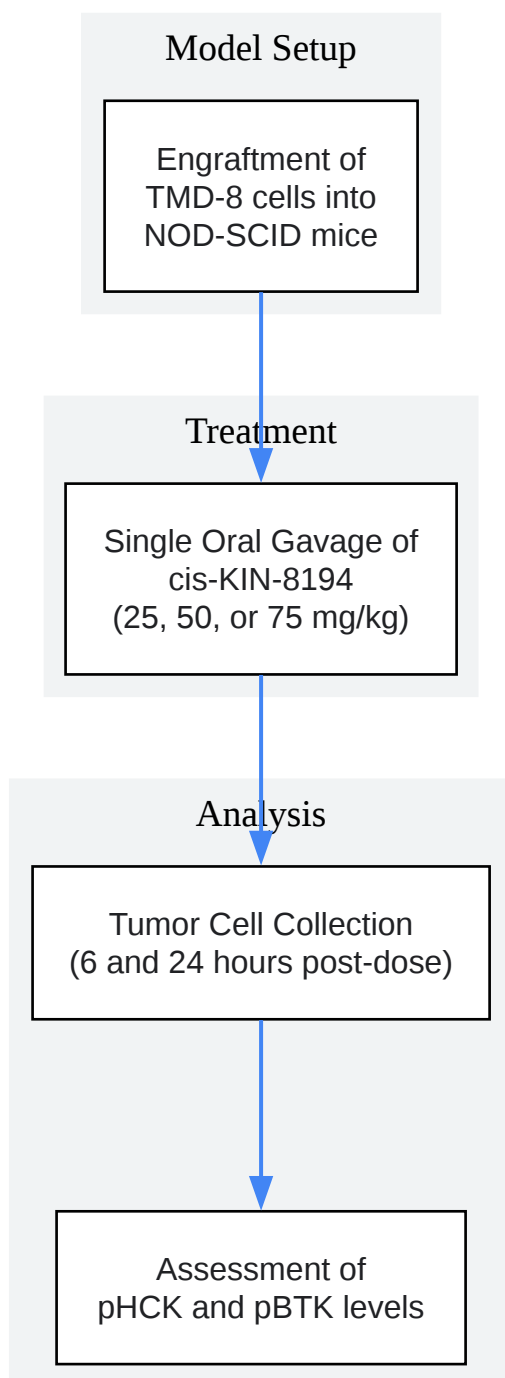 Model Setup
Engraftment of
TMD-8 cells into
NOD-SCID mice
Treatment
Single Oral Gavage of
cis-KIN-8194
(25, 50, or 75 mg/kg)
Analysis
Tumor Cell Collection
(6 and 24 hours post-dose)
Assessment of
pHCK and pBTK levels